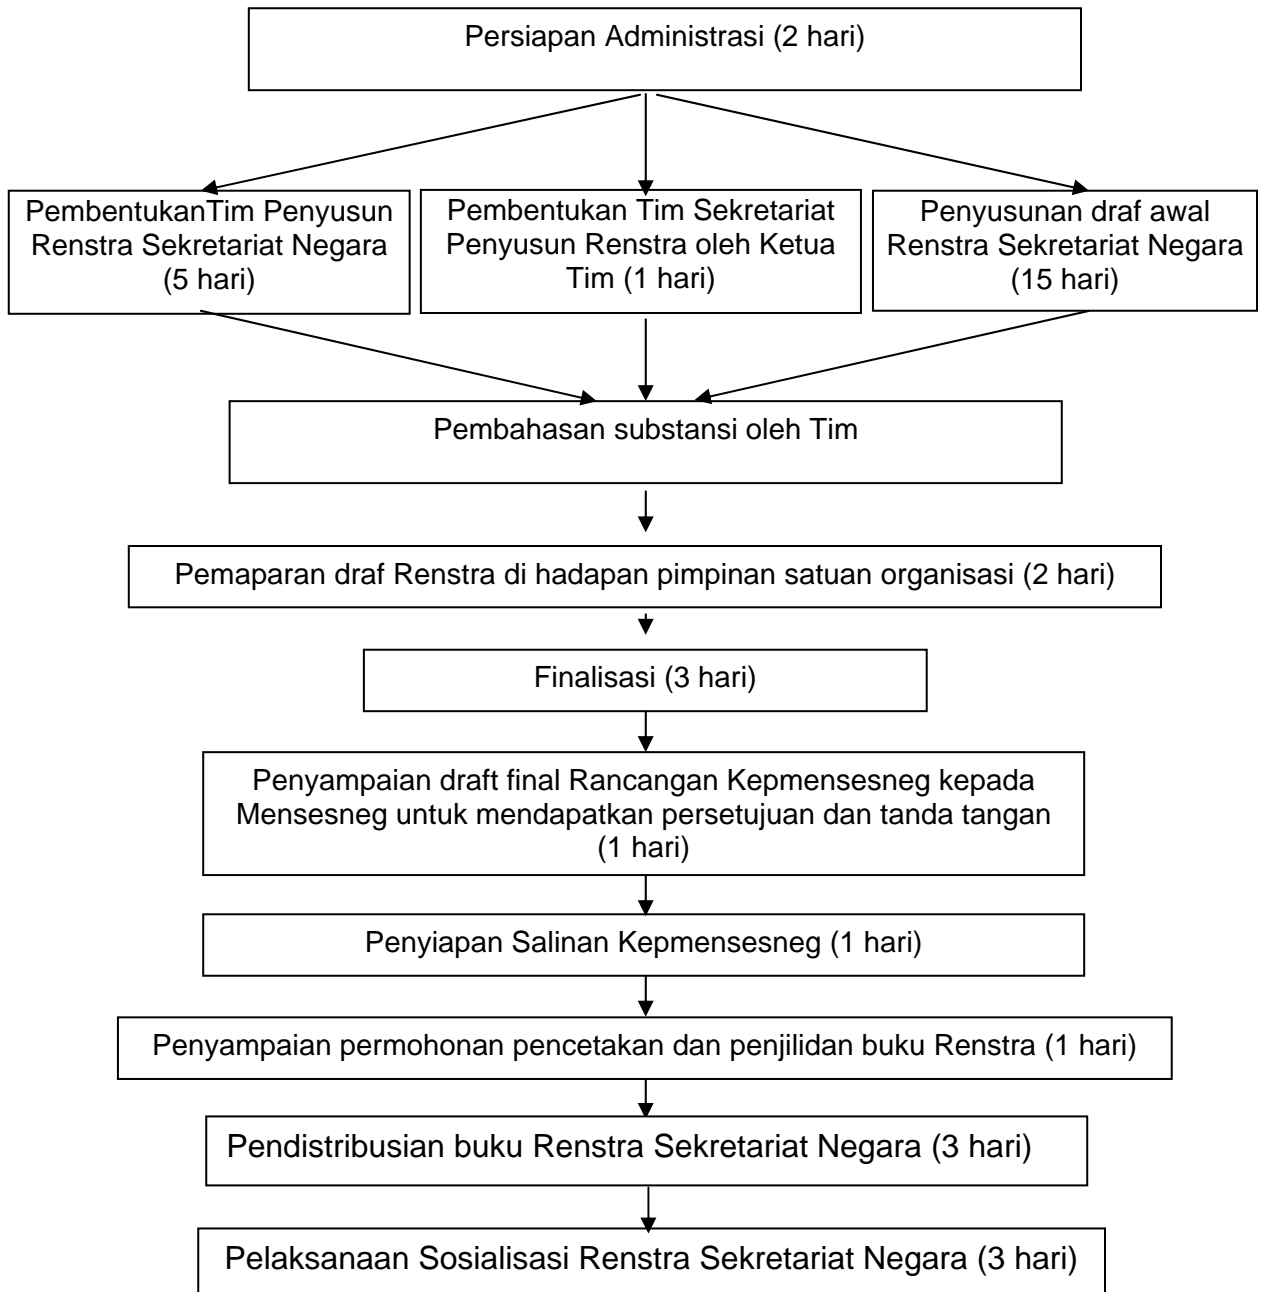 Persiapan Administrasi (2 hari)
PembentukanTim Penyusun
Renstra Sekretariat Negara
(5 hari)
Pembentukan Tim Sekretariat
Penyusun Renstra oleh Ketua
Tim (1 hari)
Penyusunan draf awal
Renstra Sekretariat Negara
(15 hari)
Pembahasan substansi oleh Tim
Pemaparan draf Renstra di hadapan pimpinan satuan organisasi (2 hari)
Finalisasi (3 hari)
Penyampaian draft final Rancangan Kepmensesneg kepada
Mensesneg untuk mendapatkan persetujuan dan tanda tangan
(1 hari)
Penyiapan Salinan Kepmensesneg (1 hari)
Penyampaian permohonan pencetakan dan penjilidan buku Renstra (1 hari)
Pendistribusian buku Renstra Sekretariat Negara (3 hari)
Pelaksanaan Sosialisasi Renstra Sekretariat Negara (3 hari)